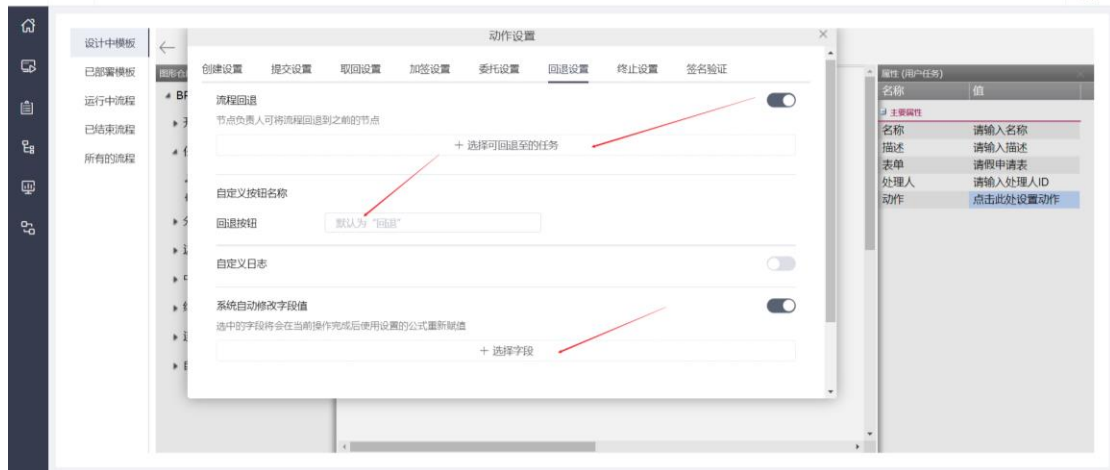 设计中模板
已部署模板
运行中流程
已结束流程
所有的流程
动作设置
创建设置
提交设置
取回设置
加签设置
委托设置
回退设置
终止设置
签名验证
流程回退
节点负责人可将流程回退到之前的节点
+ 选择可回退至的任务
自定义按钮名称
回退按钮
默认为“回退”
自定义日志
系统自动修改字段值
选中的字段将会在当前操作完成后使用设置的公式重新赋值
+ 选择字段
属性 (用户任务)
名称 值
主要属性
名称 请输入名称
描述 请输入描述
表单 请假申请表
处理人 请输入处理人ID
动作 点击此处设置动作